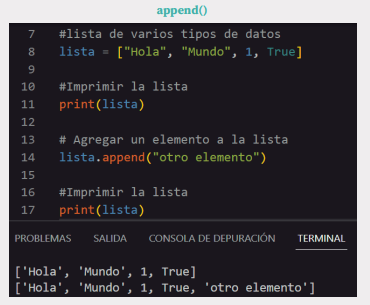 append()
7 #lista de varios tipos de datos
8 lista = ["Hola", "Mundo", 1, True]
9
10 #Imprimir la lista
11 print(lista)
12
13 # Agregar un elemento a la lista
14 lista.append("otro elemento")
15
16 #Imprimir la lista
17 print(lista)
PROBLEMAS SALIDA CONSOLA DE DEPURACIÓN TERMINAL
['Hola', 'Mundo', 1, True]
['Hola', 'Mundo', 1, True, 'otro elemento']